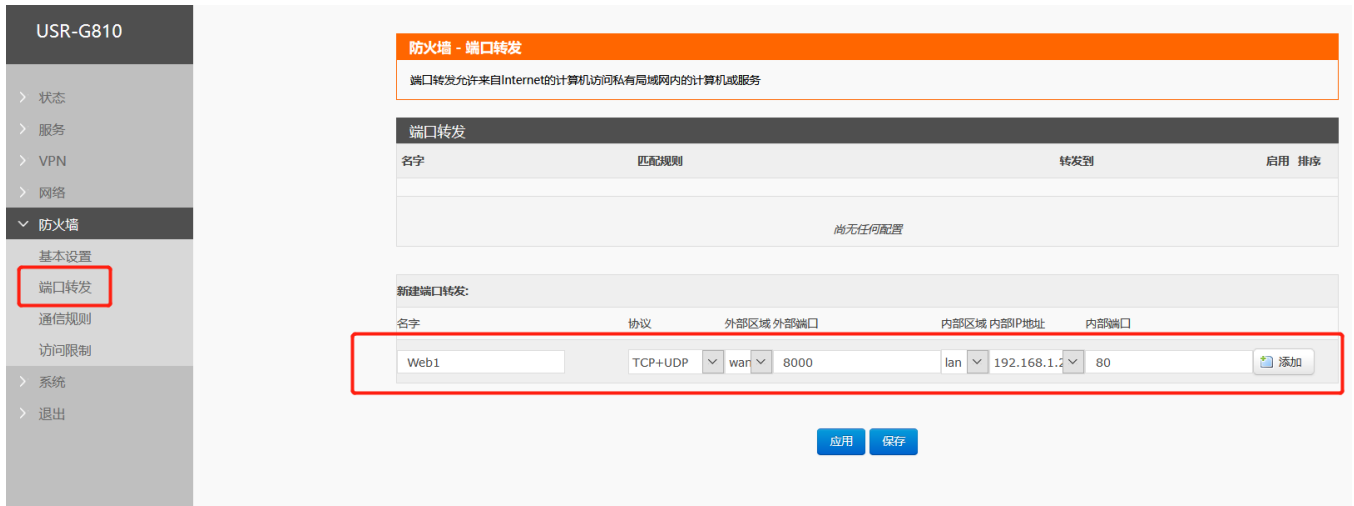 USR-G810
状态
服务
VPN
网络
防火墙
基本设置
端口转发
通信规则
访问限制
系统
退出
防火墙 - 端口转发
端口转发允许来自Internet的计算机访问私有局域网内的计算机或服务
端口转发
名字 匹配规则 转发到 启用 排序
尚无任何配置
新建端口转发:
名字 协议 外部区域 外部端口 内部区域 内部IP地址 内部端口
Web1 TCP+UDP wan 8000 lan 192.168.1.2 80 添加
应用 保存